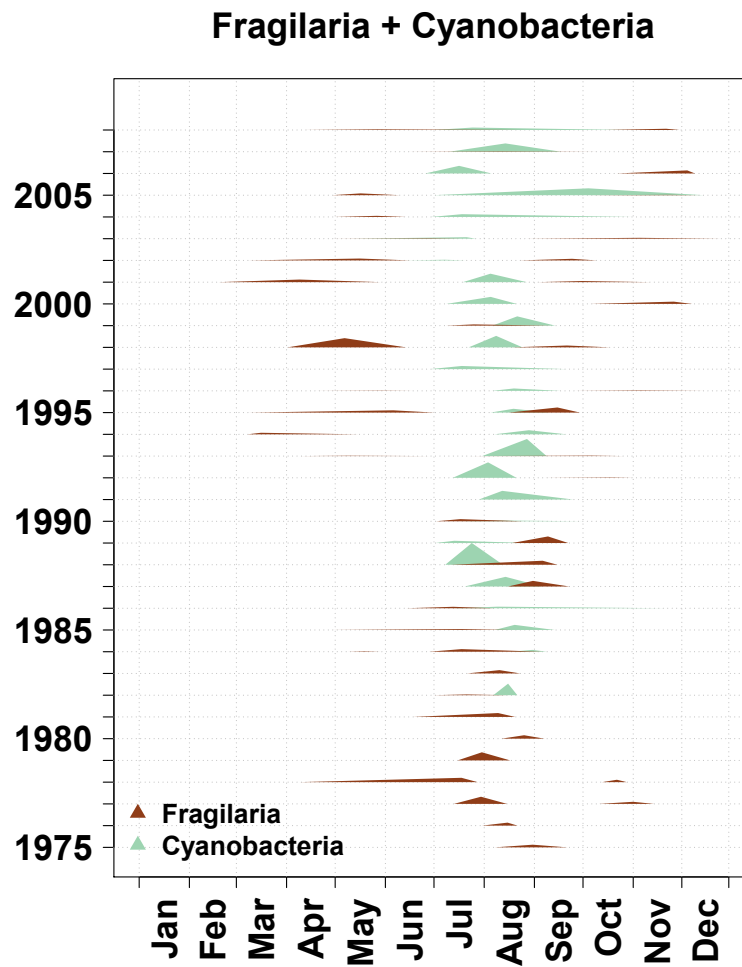 Fragilaria + Cyanobacteria
2005
2000
1995
1990
1985
1980
1975
Fragilaria
Cyanobacteria
Jan
Feb
Mar
Apr
May
Jun
Jul
Aug
Sep
Oct
Nov
Dec